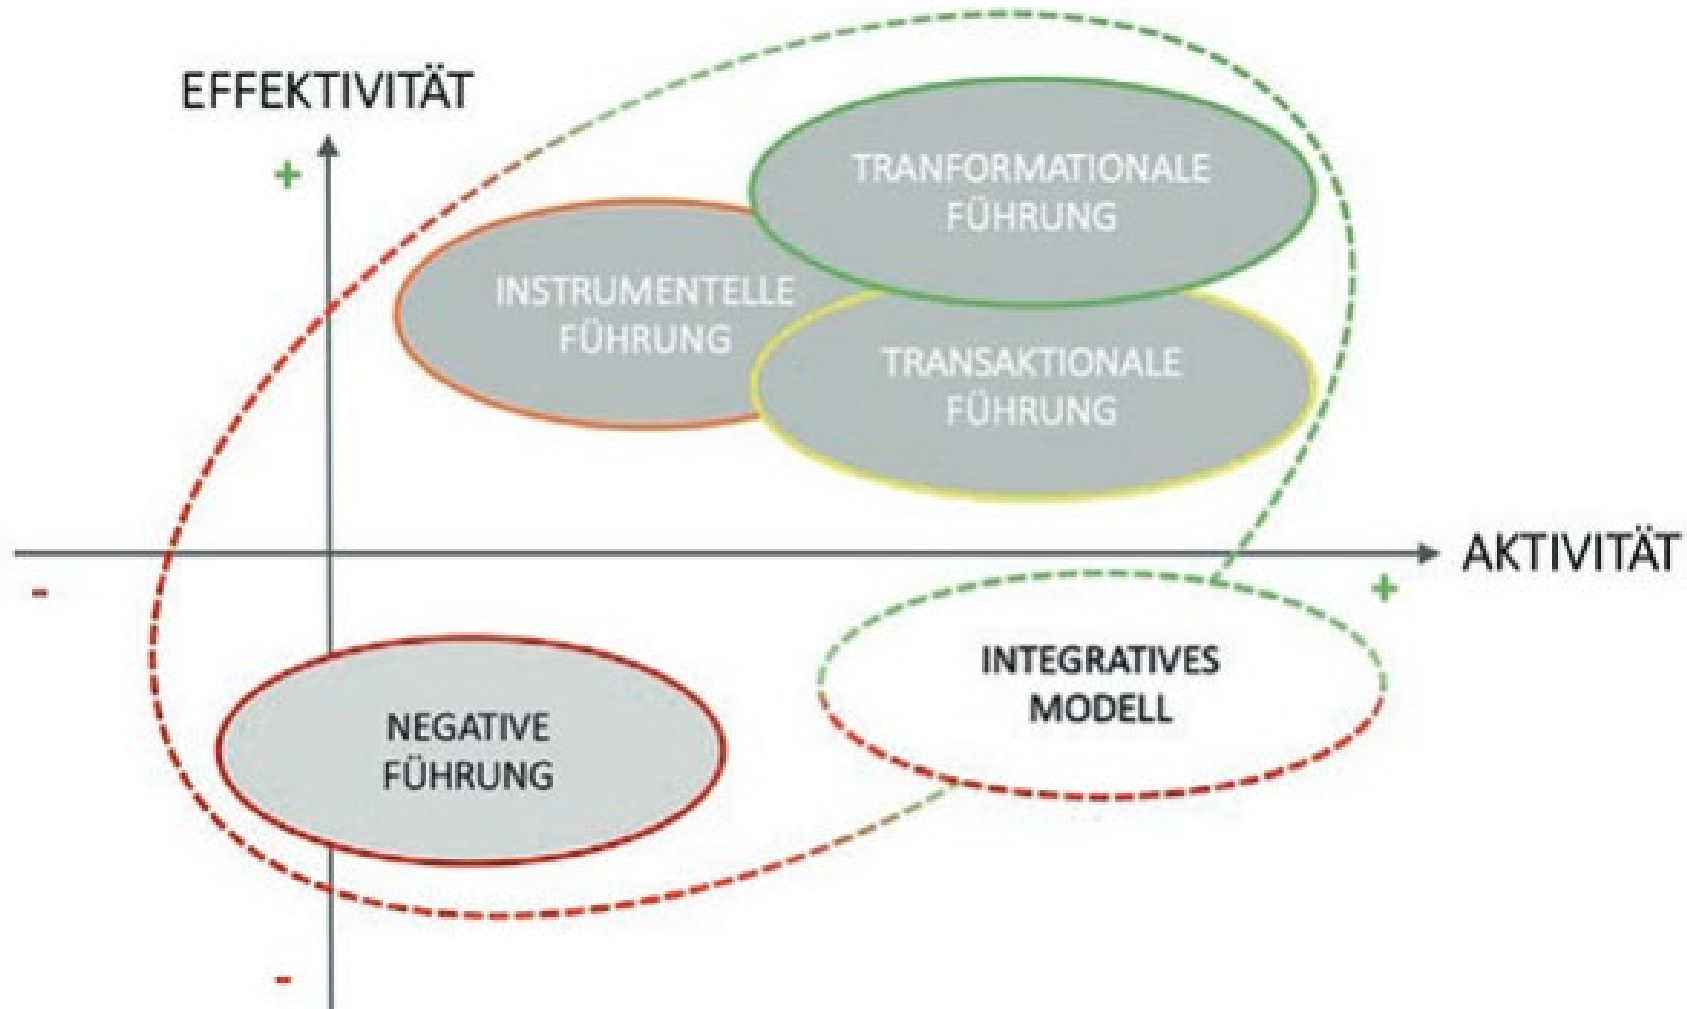 EFFEKTIVITÄT
+
TRANFORMATIONALE
FÜHRUNG
INSTRUMENTELLE
FÜHRUNG
TRANSAKTIONALE
FÜHRUNG
AKTIVITÄT
-
+
INTEGRATIVES
MODELL
NEGATIVE
FÜHRUNG
-